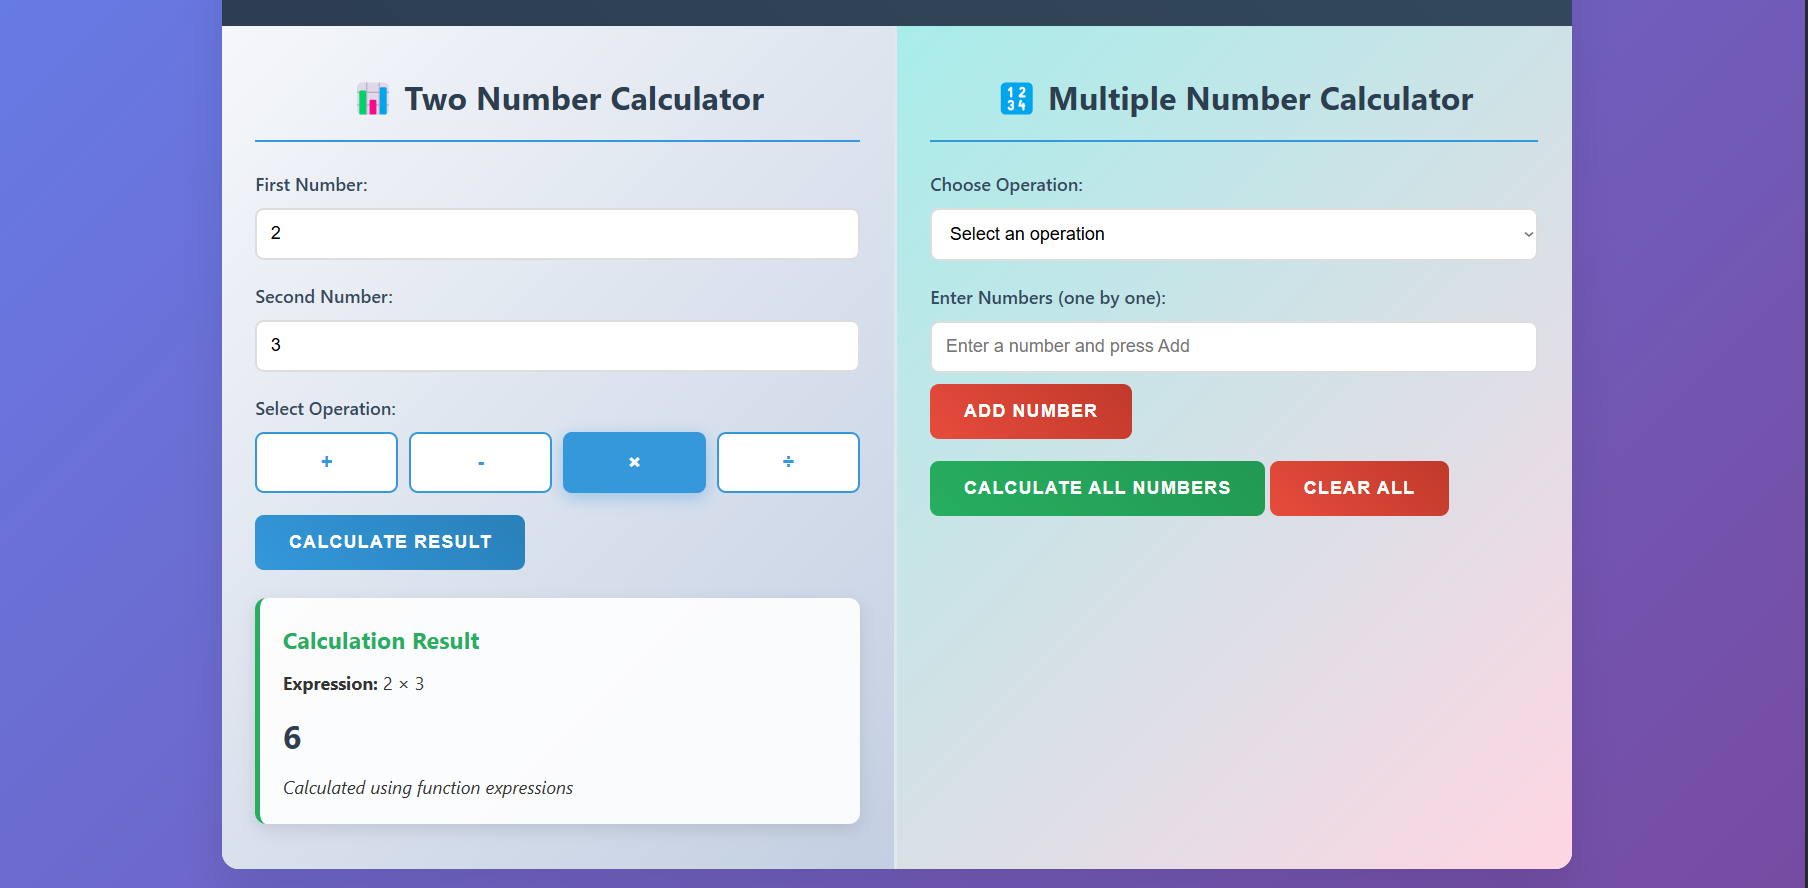 Two Number Calculator
First Number:
2
Second Number:
3
Select Operation:
+ - × ÷
CALCULATE RESULT
Calculation Result
Expression: 2 × 3
6
Calculated using function expressions
1234 Multiple Number Calculator
Choose Operation:
Select an operation
Enter Numbers (one by one):
Enter a number and press Add
ADD NUMBER
CALCULATE ALL NUMBERS CLEAR ALL